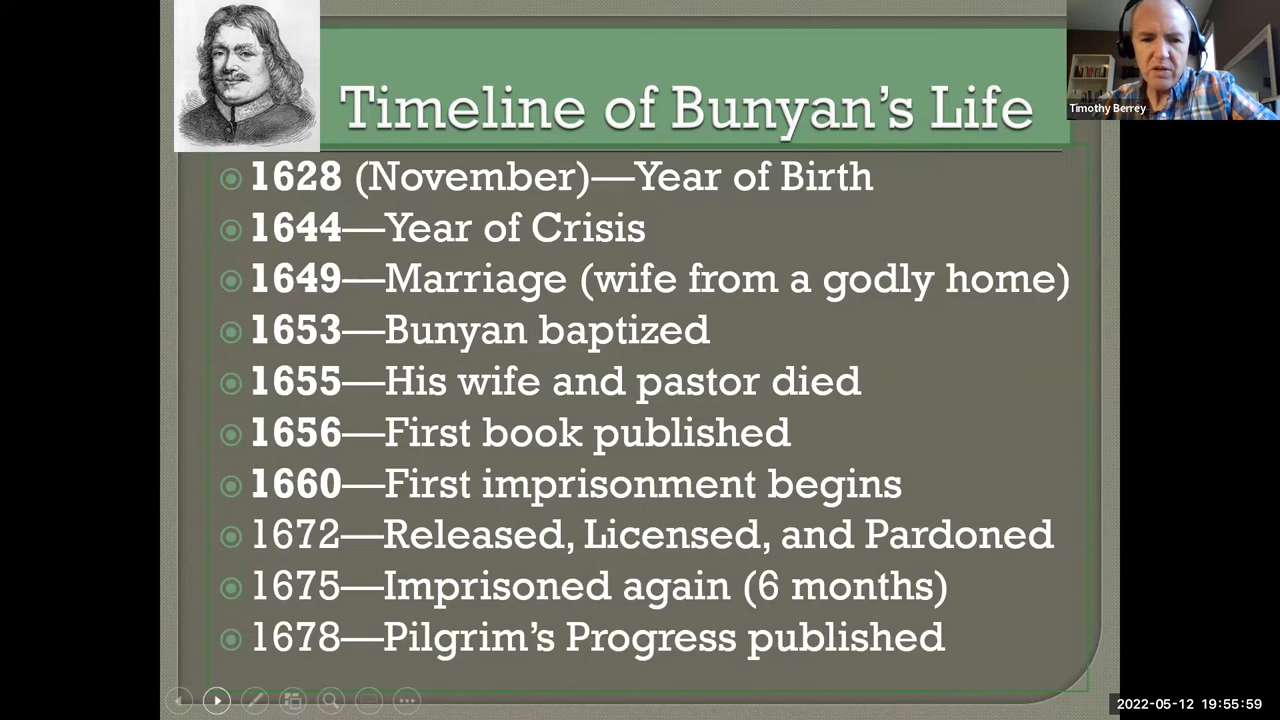 Timeline of Bunyan’s Life
Timothy Berrey
1628 (November)—Year of Birth
1644—Year of Crisis
1649—Marriage (wife from a godly home)
1653—Bunyan baptized
1655—His wife and pastor died
1656—First book published
1660—First imprisonment begins
1672—Released, Licensed, and Pardoned
1675—Imprisoned again (6 months)
1678—Pilgrim’s Progress published
2022-05-12 19:55:59